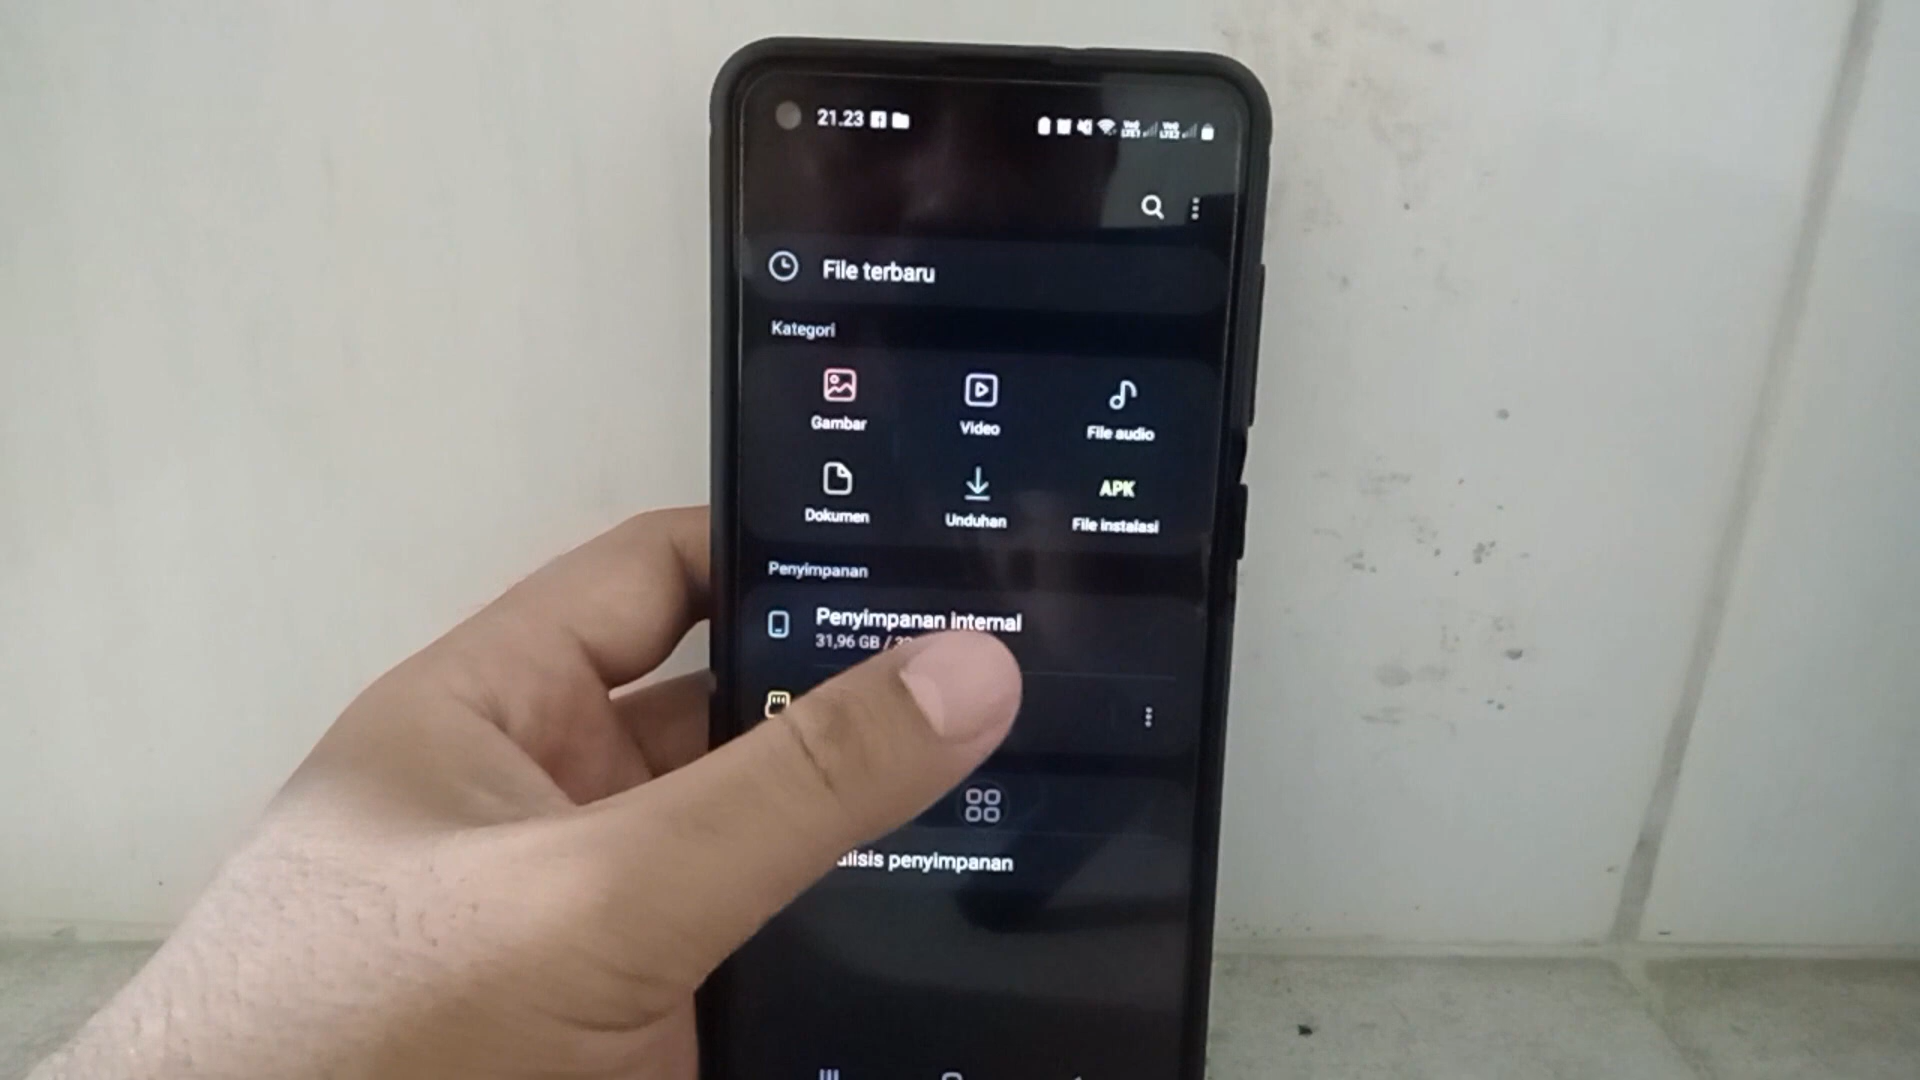 21.23
File terbaru
Kategori
Gambar
Video
File audio
Dokumen
Unduhan
APK
File instalasi
Penyimpanan
Penyimpanan internal
31,96 GB /
penyimpanan